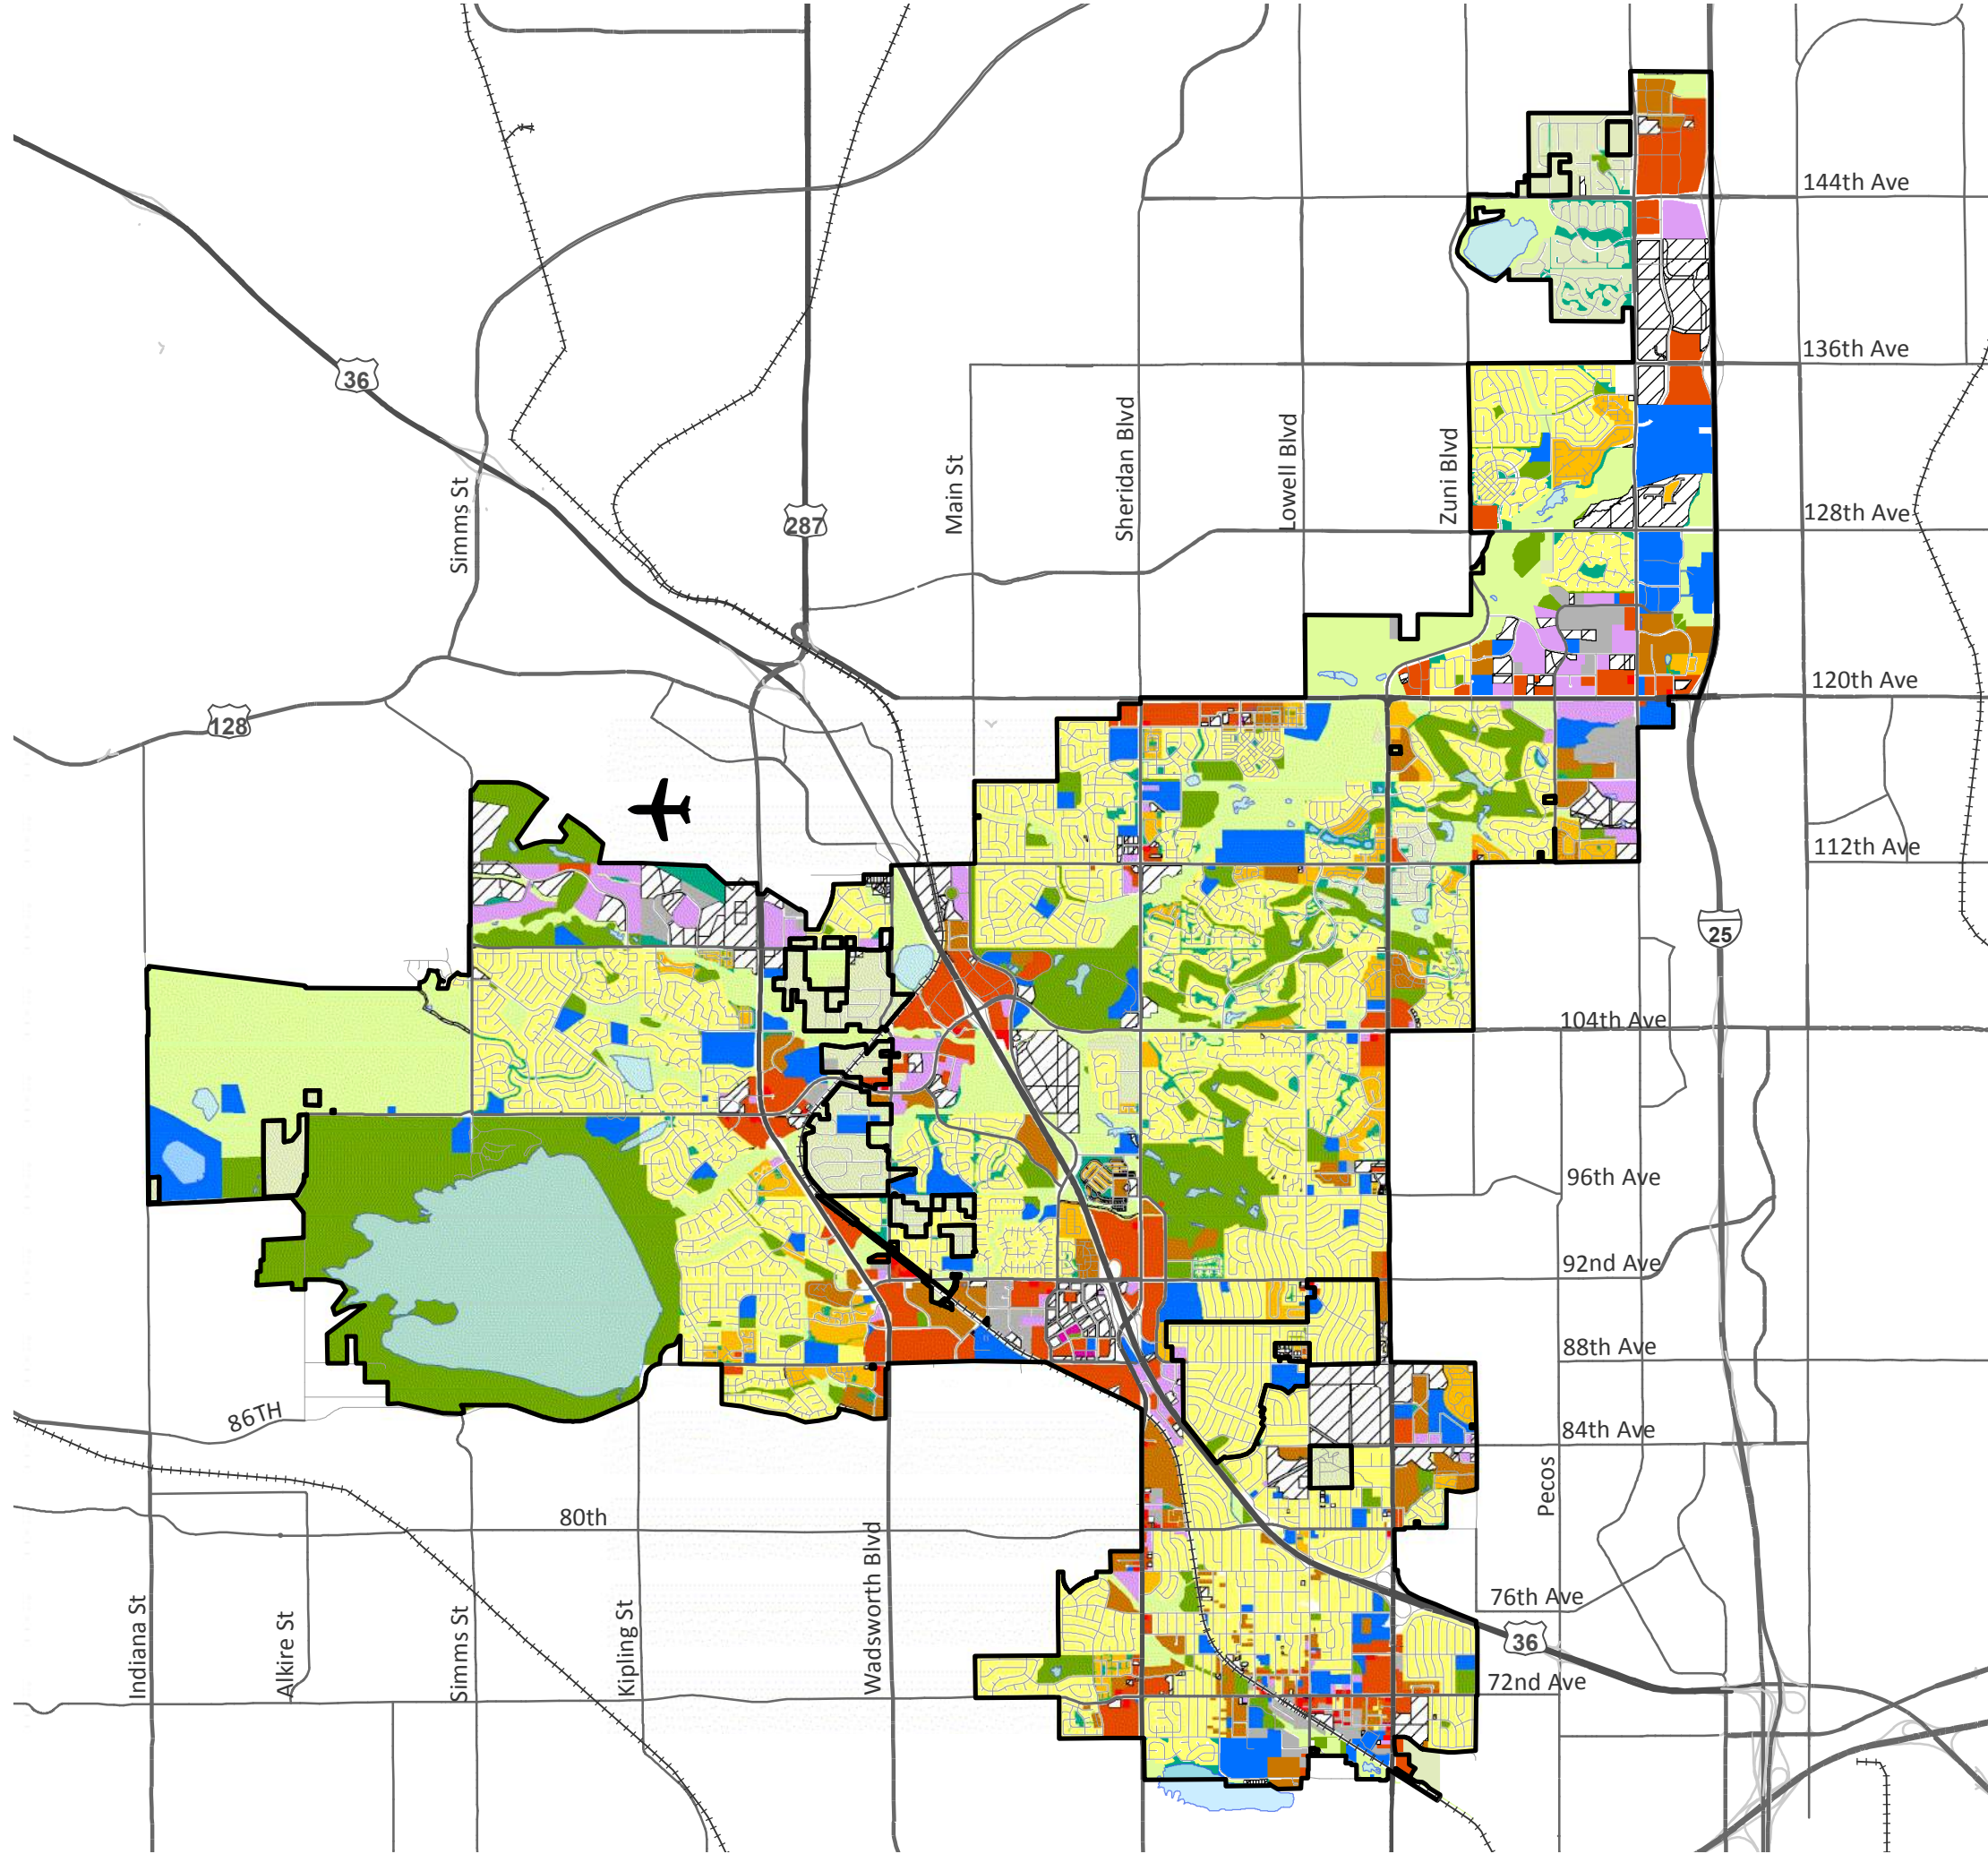 144th Ave
136th Ave
36
Sheridan Blvd
Lowell Blvd
Zuni Blvd
Main St
Simms St
287
128th Ave
120th Ave
128
112th Ave
25
104th Ave
96th Ave
92nd Ave
88th Ave
86TH
84th Ave
80th
Pecos
Wadsworth Blvd
76th Ave
36
Indiana St
Alkire St
Simms St
Kipling St
72nd Ave